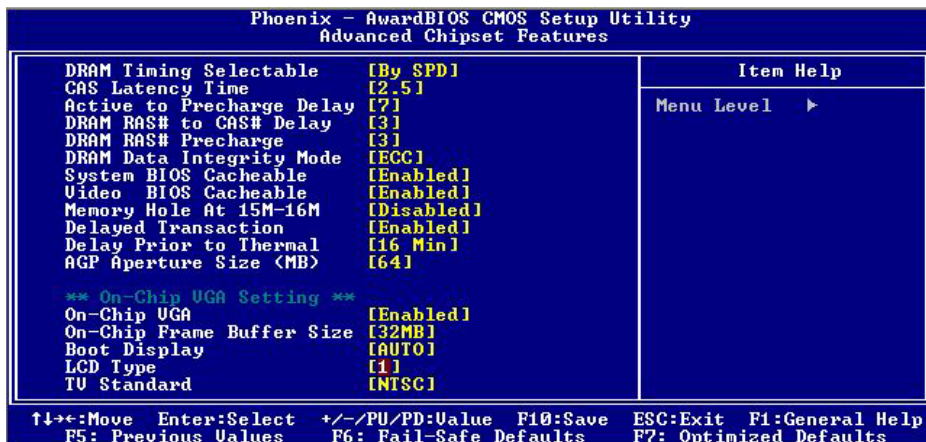 Phoenix - AwardBIOS CMOS Setup Utility
Advanced Chipset Features
DRAM Timing Selectable [By SPD]
CAS Latency Time [2.5]
Active to Precharge Delay [7]
DRAM RAS# to CAS# Delay [3]
DRAM RAS# Precharge [3]
DRAM Data Integrity Mode [ECC]
System BIOS Cacheable [Enabled]
Video BIOS Cacheable [Enabled]
Memory Hole At 15M-16M [Disabled]
Delayed Transaction [Enabled]
Delay Prior to Thermal [16 Min]
AGP Aperture Size (MB) [64]
** On-Chip VGA Setting **
On-Chip VGA [Enabled]
On-Chip Frame Buffer Size [32MB]
Boot Display [AUTO]
LCD Type [1]
TV Standard [NTSC]
Item Help
Menu Level ▶
↑↓→←:Move Enter:Select +/-/PU/PD:Value F10:Save ESC:Exit F1:General Help
F5: Previous Values F6: Fail-Safe Defaults F7: Optimized Defaults